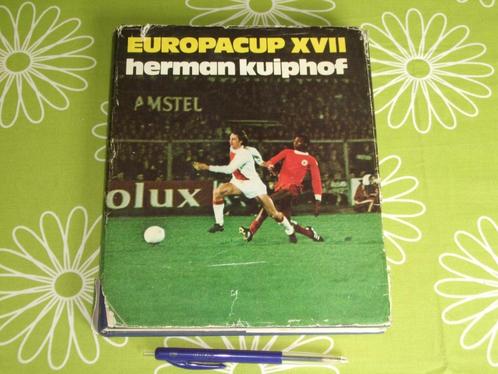 EUROPACUP XVII
herman kuiphof
AMSTEL
olux